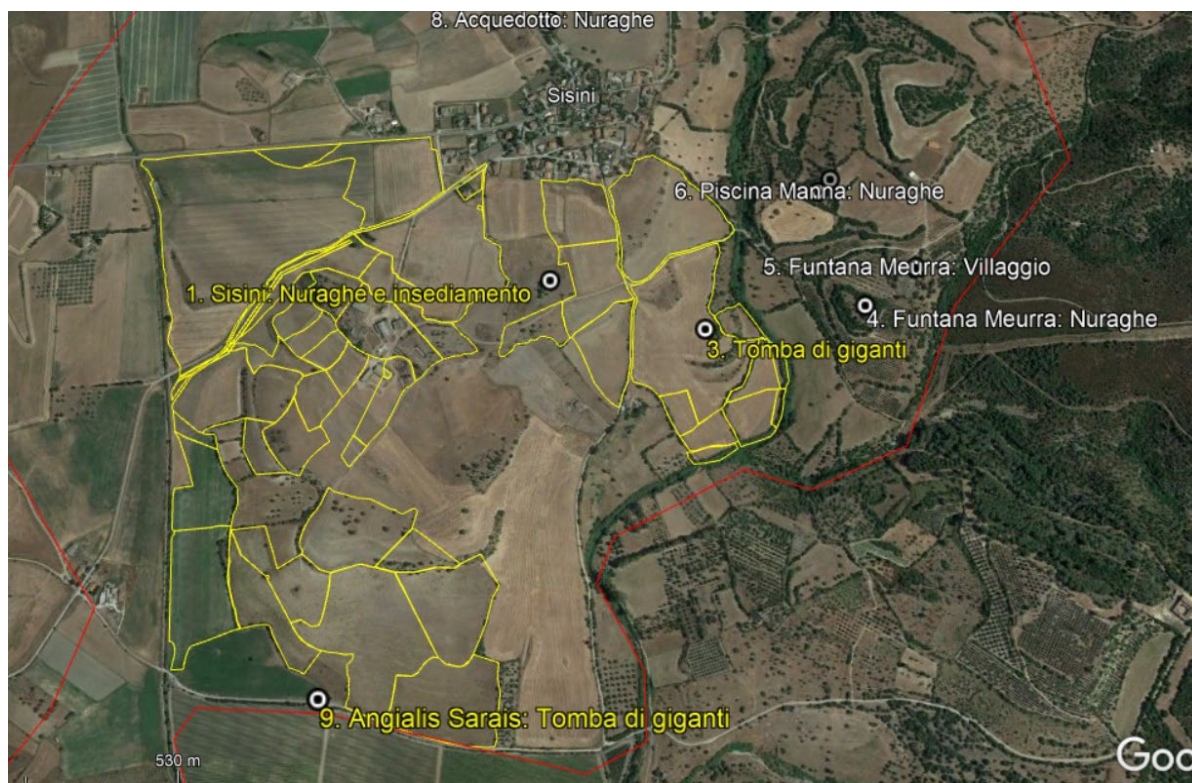 8. Acquedotto: Nuraghe
Sisini
6. Piscina Manna: Nuraghe
5. Funtana Meurra: Villaggio
1. Sisini: Nuraghe e insediamento
4. Funtana Meurra: Nuraghe
3. Tomba di giganti
9. Angialis Sarais: Tomba di giganti
530 m
Goo